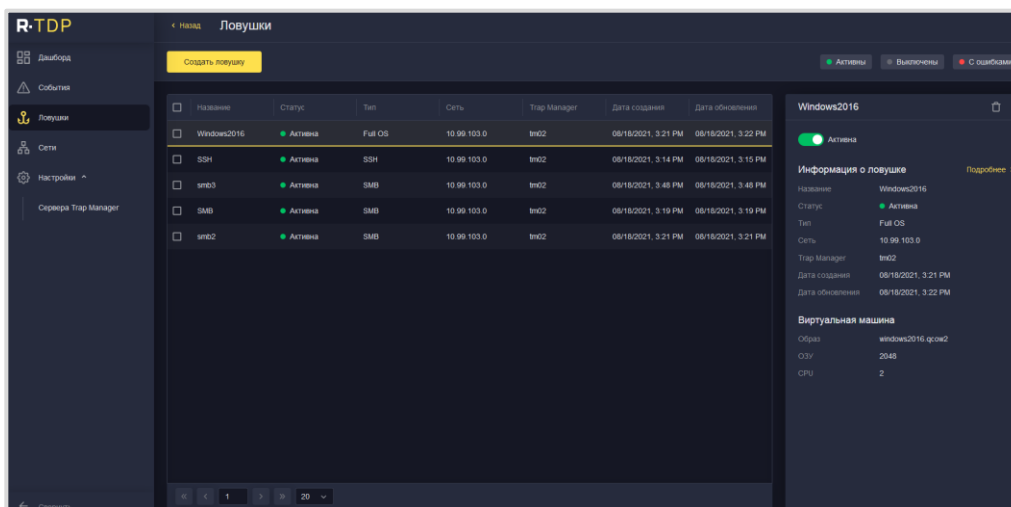 R·TDP
Дашборд
События
Ловушки
Сети
Настройки
Сервера Trap Manager
Назад Ловушки
Создать ловушку
Активны Выключены С ошибками
Название Статус Тип Сеть Trap Manager Дата создания Дата обновления
Windows2016 Активна Full OS 10.99.103.0 tm02 08/18/2021, 3:21 PM 08/18/2021, 3:22 PM
SSH Активна SSH 10.99.103.0 tm02 08/18/2021, 3:14 PM 08/18/2021, 3:15 PM
smb3 Активна SMB 10.99.103.0 tm02 08/18/2021, 3:48 PM 08/18/2021, 3:48 PM
SMB Активна SMB 10.99.103.0 tm02 08/18/2021, 3:19 PM 08/18/2021, 3:19 PM
smb2 Активна SMB 10.99.103.0 tm02 08/18/2021, 3:21 PM 08/18/2021, 3:21 PM
1 20
Windows2016
Активна
Информация о ловушке Подробнее
Название Windows2016
Статус Активна
Тип Full OS
Сеть 10.99.103.0
Trap Manager tm02
Дата создания 08/18/2021, 3:21 PM
Дата обновления 08/18/2021, 3:22 PM
Виртуальная машина
Образ windows2016.qcow2
ОЗУ 2048
CPU 2